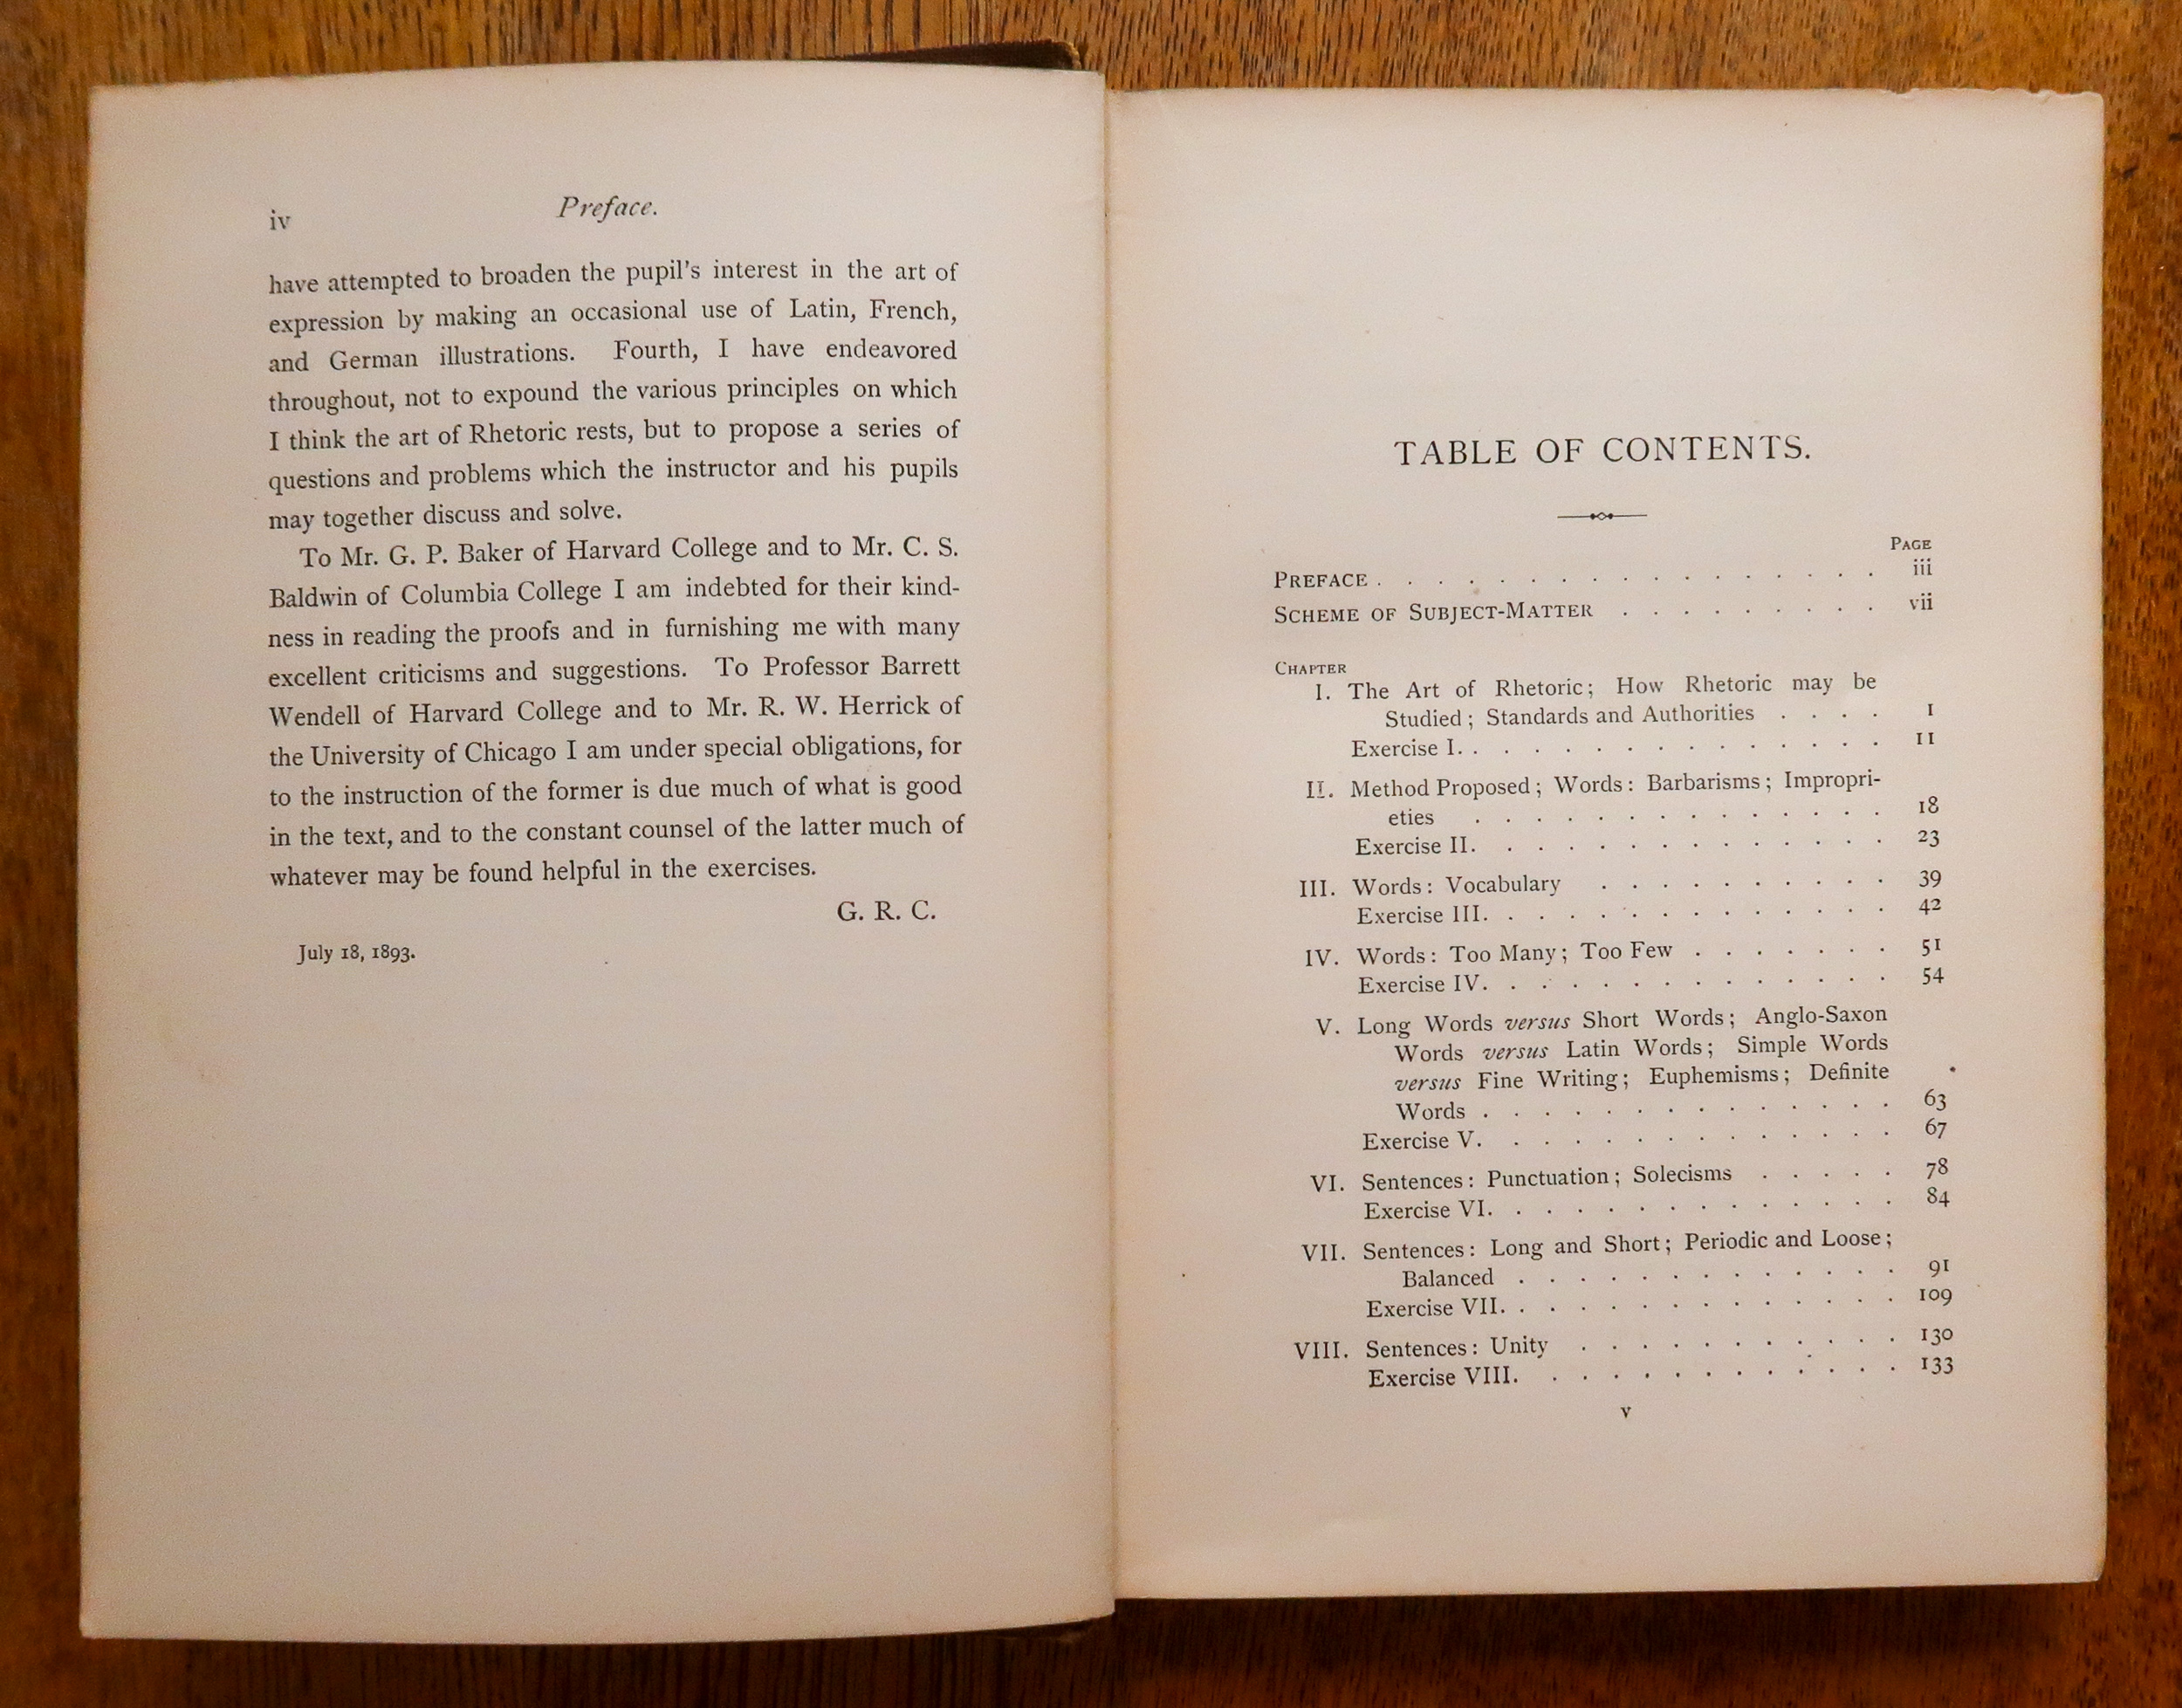 iv
Preface.
have attempted to broaden the pupil's interest in the art of
expression by making an occasional use of Latin, French,
and German illustrations. Fourth, I have endeavored
throughout, not to expound the various principles on which
I think the art of Rhetoric rests, but to propose a series of
questions and problems which the instructor and his pupils
may together discuss and solve.
To Mr. G. P. Baker of Harvard College and to Mr. C. S.
Baldwin of Columbia College I am indebted for their kind-
ness in reading the proofs and in furnishing me with many
excellent criticisms and suggestions. To Professor Barrett
Wendell of Harvard College and to Mr. R. W. Herrick of
the University of Chicago I am under special obligations, for
to the instruction of the former is due much of what is good
in the text, and to the constant counsel of the latter much of
whatever may be found helpful in the exercises.
G. R. C.
July 18, 1893.
TABLE OF CONTENTS.
PAGE
PREFACE . . . . . . . . . . . . . . . . . iii
SCHEME OF SUBJECT-MATTER . . . . . . . . . vii
CHAPTER
I. The Art of Rhetoric; How Rhetoric may be
Studied; Standards and Authorities . . . . 1
Exercise I. . . . . . . . . . . . . . . 11
II. Method Proposed; Words: Barbarisms; Impropri-
eties . . . . . . . . . . . . . . 18
Exercise II. . . . . . . . . . . . . . 23
III. Words: Vocabulary . . . . . . . . . . 39
Exercise III. . . . . . . . . . . . . . 42
IV. Words: Too Many; Too Few . . . . . . . 51
Exercise IV. . . . . . . . . . . . . . 54
V. Long Words versus Short Words; Anglo-Saxon
Words versus Latin Words; Simple Words
versus Fine Writing; Euphemisms; Definite
Words . . . . . . . . . . . . . . 63
Exercise V. . . . . . . . . . . . . . 67
VI. Sentences: Punctuation; Solecisms . . . . . 78
Exercise VI. . . . . . . . . . . . . . 84
VII. Sentences: Long and Short; Periodic and Loose;
Balanced . . . . . . . . . . . . . 91
Exercise VII. . . . . . . . . . . . . . 109
VIII. Sentences: Unity . . . . . . . . . . . 130
Exercise VIII. . . . . . . . . . . . . 133
v